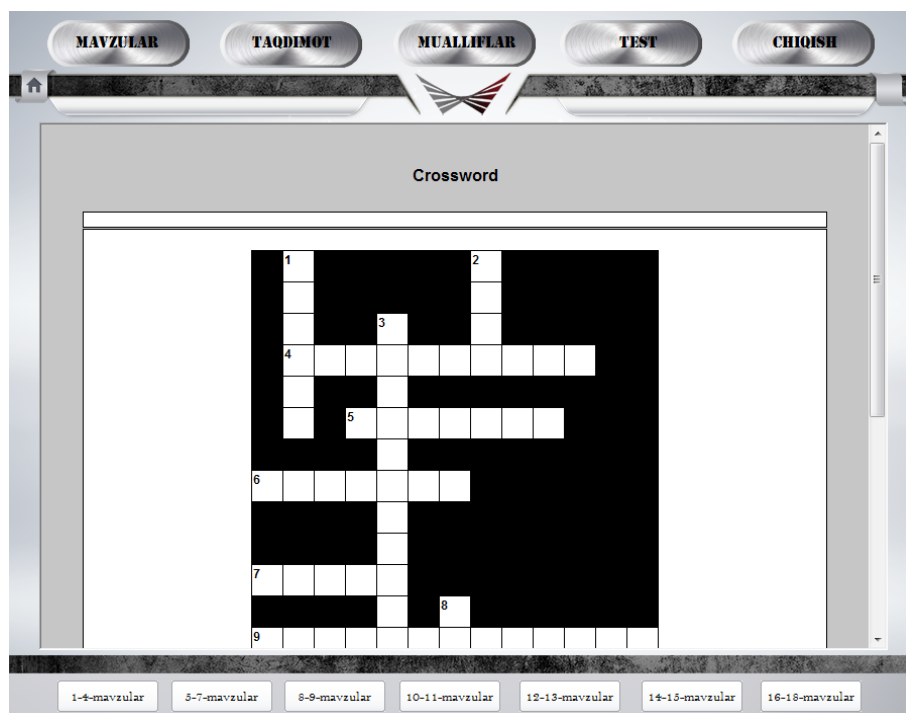 MAVZULAR TAQDIMOT MUALLIFLAR TEST CHIQISH
Crossword
1 2
3
4
5
6
7
8
9
1-4-mavzular 5-7-mavzular 8-9-mavzular 10-11-mavzular 12-13-mavzular 14-15-mavzular 16-18-mavzular